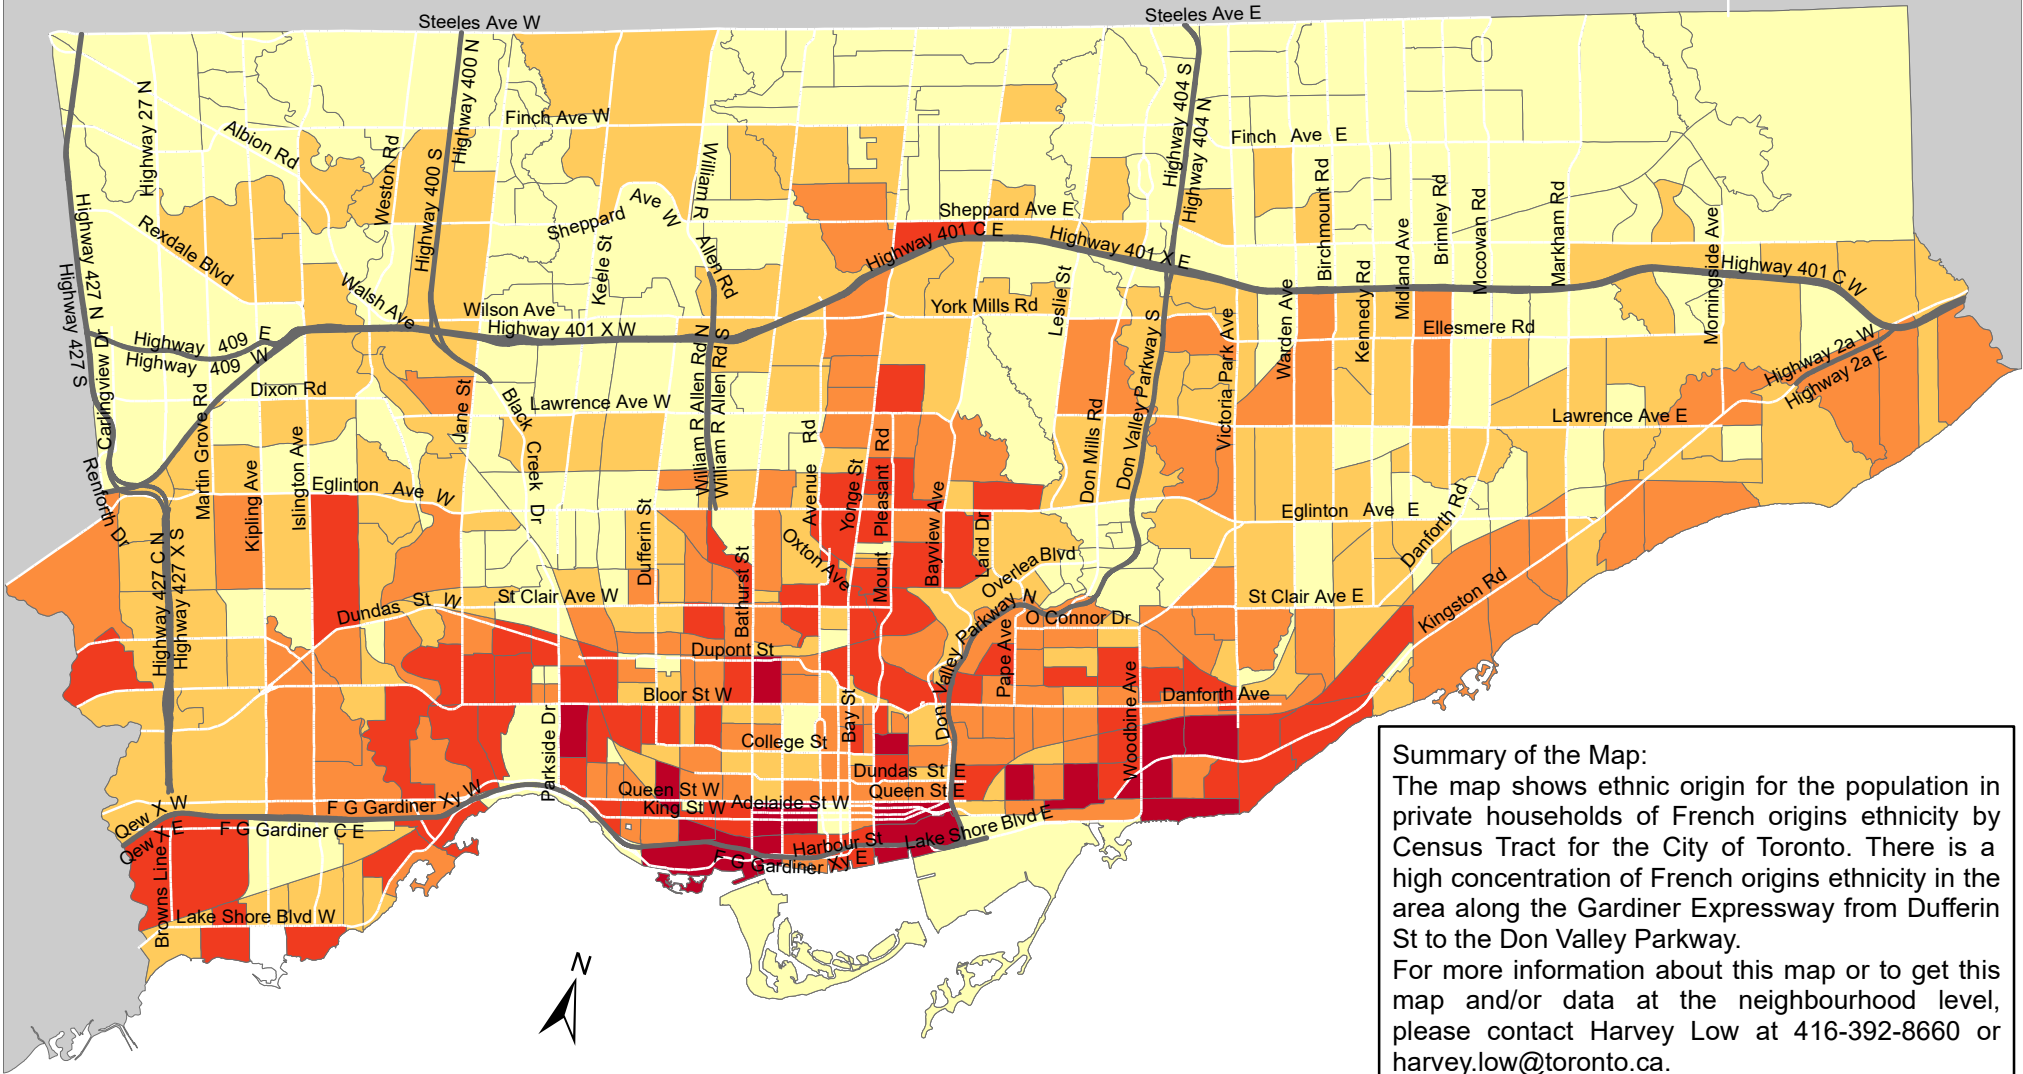 Steeles Ave W
Steeles Ave E
Highway 27 N
Albion Rd
Weston Rd
Highway 400 N
Highway 400 S
Finch Ave W
William R Allen Rd
Highway 404 S
Highway 404 N
Finch Ave E
Highway 427 N
Highway 427 S
Rexdale Blvd
Walsh Ave
Sheppard Ave W
Keele St
Sheppard Ave E
Highway 401 C E
Highway 401 X E
Leslie St
Birchmount Rd
Midland Ave
Brimley Rd
Mccowan Rd
Markham Rd
Morningside Ave
Highway 401 C W
Wilson Ave
Highway 401 X W
York Mills Rd
Warden Ave
Kennedy Rd
Ellesmere Rd
Highway 409 E
Highway 409 W
Carlingview Dr
Dixon Rd
Martin Grove Rd
Jane St
Black Creek Dr
Lawrence Ave W
William R Allen Rd N
William R Allen Rd S
Don Valley Parkway S
Victoria Park Ave
Highway 2a W
Highway 2a E
Lawrence Ave E
Renforth Dr
Kipling Ave
Islington Ave
Eglinton Ave W
Dufferin St
Avenue Rd
Yonge St
Mount Pleasant Rd
Bayview Ave
Laird Dr
Don Mills Rd
Eglinton Ave E
Danforth Rd
Highway 427 C N
Highway 427 X S
Dundas St W
St Clair Ave W
Bathurst St
Oxton Ave
Overlea Blvd
Don Valley Parkway N
O Connor Dr
St Clair Ave E
Kingston Rd
Dupont St
Pape Ave
Bloor St W
Bay St
Woodbine Ave
Danforth Ave
Parkside Dr
College St
Dundas St E
Queen St W
Queen St E
King St W
Adelaide St W
Qew X W
Qew X E
F G Gardiner Xy W
F G Gardiner C E
Harbour St
Lake Shore Blvd E
F G Gardiner Xy E
Browns Line
Lake Shore Blvd W
N
Summary of the Map:
The map shows ethnic origin for the population in
private households of French origins ethnicity by
Census Tract for the City of Toronto. There is a
high concentration of French origins ethnicity in the
area along the Gardiner Expressway from Dufferin
St to the Don Valley Parkway.
For more information about this map or to get this
map and/or data at the neighbourhood level,
please contact Harvey Low at 416-392-8660 or
harvey.low@toronto.ca.